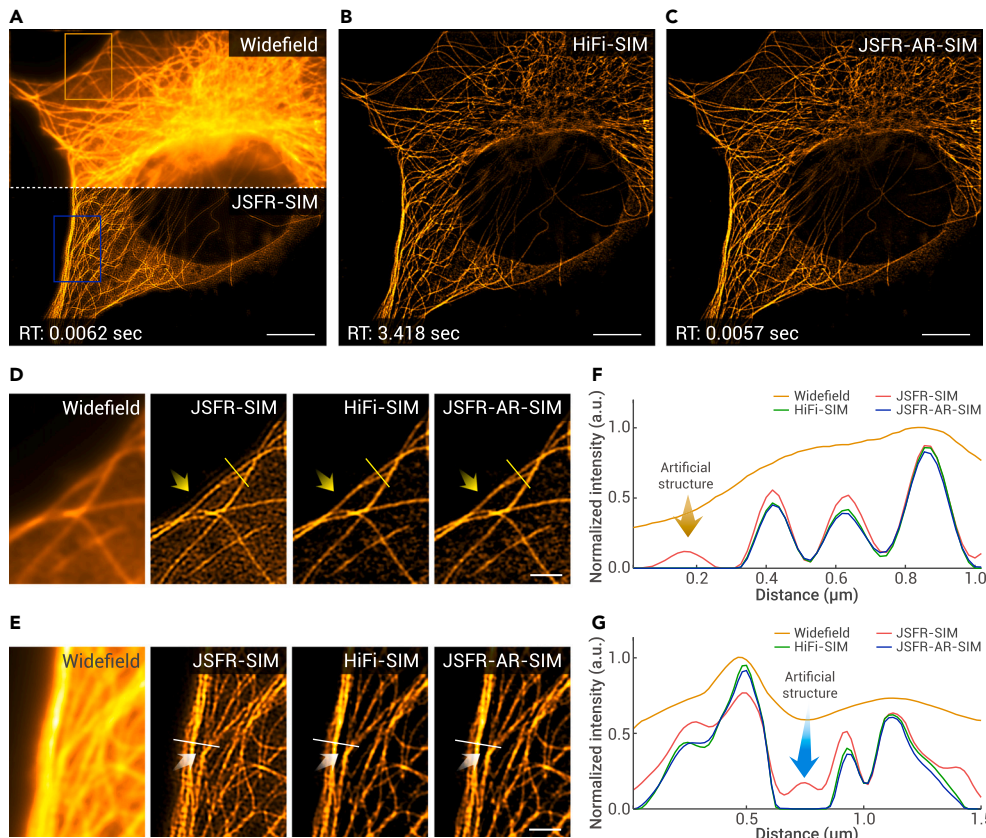 A
Widefield
JSFR-SIM
RT: 0.0062 sec
B
HiFi-SIM
RT: 3.418 sec
C
JSFR-AR-SIM
RT: 0.0057 sec
D
Widefield
JSFR-SIM
HiFi-SIM
JSFR-AR-SIM
F
Normalized intensity (a.u.)
Widefield
JSFR-SIM
HiFi-SIM
JSFR-AR-SIM
Artificial
structure
1.0
0.5
0.0
0.2
0.4
0.6
0.8
1.0
Distance (μm)
E
Widefield
JSFR-SIM
HiFi-SIM
JSFR-AR-SIM
G
Normalized intensity (a.u.)
Widefield
JSFR-SIM
HiFi-SIM
JSFR-AR-SIM
Artificial
structure
1.0
0.5
0.0
0.5
1.0
1.5
Distance (μm)